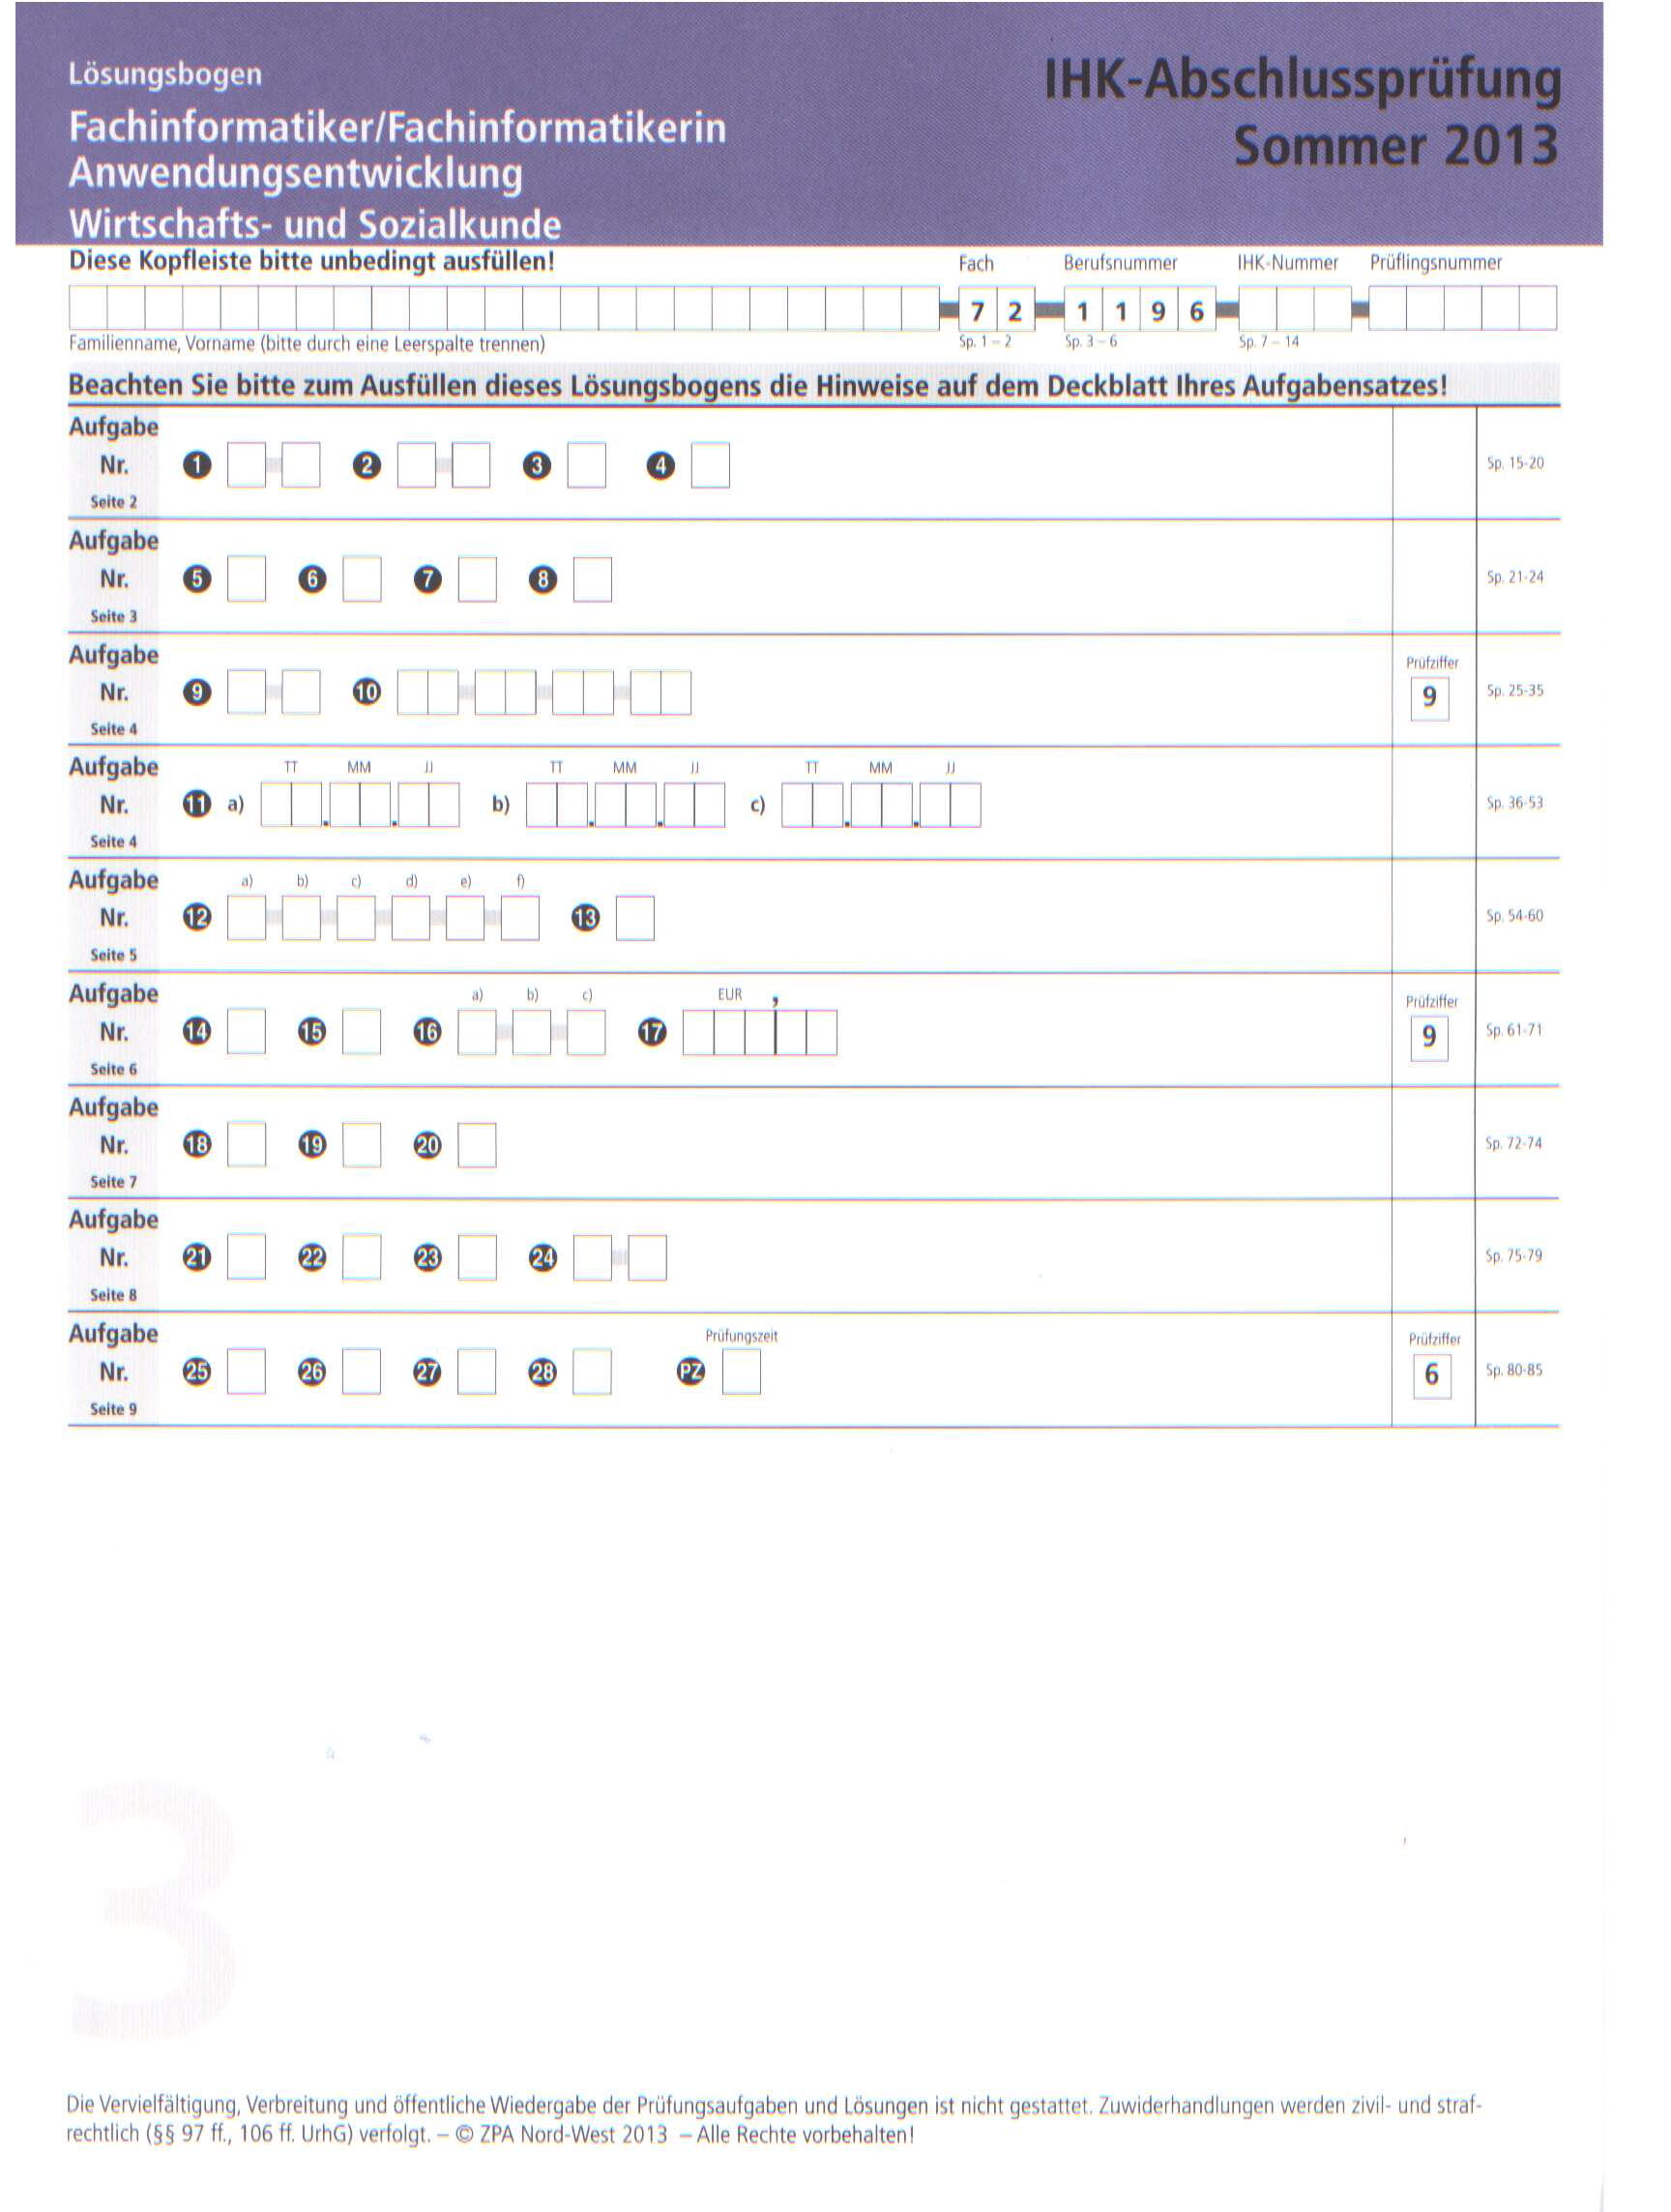 Lösungsbogen
IHK-Abschlussprüfung
Sommer 2013
Fachinformatiker/Fachinformatikerin
Anwendungsentwicklung
Wirtschafts- und Sozialkunde
Diese Kopfleiste bitte unbedingt ausfüllen! Fach Berufsnummer IHK-Nummer Prüflingsnummer
7 2 1 1 9 6
Familienname, Vorname (bitte durch eine Leerspalte trennen) Sp. 1 – 2 Sp. 3 – 6 Sp. 7 – 14
Beachten Sie bitte zum Ausfüllen dieses Lösungsbogens die Hinweise auf dem Deckblatt Ihres Aufgabensatzes!
Aufgabe
Nr. 1 2 3 4 Sp. 15-20
Seite 2
Aufgabe
Nr. 5 6 7 8 Sp. 21-24
Seite 3
Aufgabe Prüfziffer
Nr. 9 10 9 Sp. 25-35
Seite 4
Aufgabe TT MM JJ TT MM JJ TT MM JJ
Nr. 11 a) . . b) . . c) . . Sp. 36-53
Seite 4
Aufgabe a) b) c) d) e) f)
Nr. 12 13 Sp. 54-60
Seite 5
Aufgabe a) b) c) EUR , Prüfziffer
Nr. 14 15 16 17 9 Sp. 61-71
Seite 6
Aufgabe
Nr. 18 19 20 Sp. 72-74
Seite 7
Aufgabe
Nr. 21 22 23 24 Sp. 75-79
Seite 8
Aufgabe Prüfungszeit Prüfziffer
Nr. 25 26 27 28 PZ 6 Sp. 80-85
Seite 9
3
Die Vervielfältigung, Verbreitung und öffentliche Wiedergabe der Prüfungsaufgaben und Lösungen ist nicht gestattet. Zuwiderhandlungen werden zivil- und straf-
rechtlich (§§ 97 ff., 106 ff. UrhG) verfolgt. – © ZPA Nord-West 2013 – Alle Rechte vorbehalten!